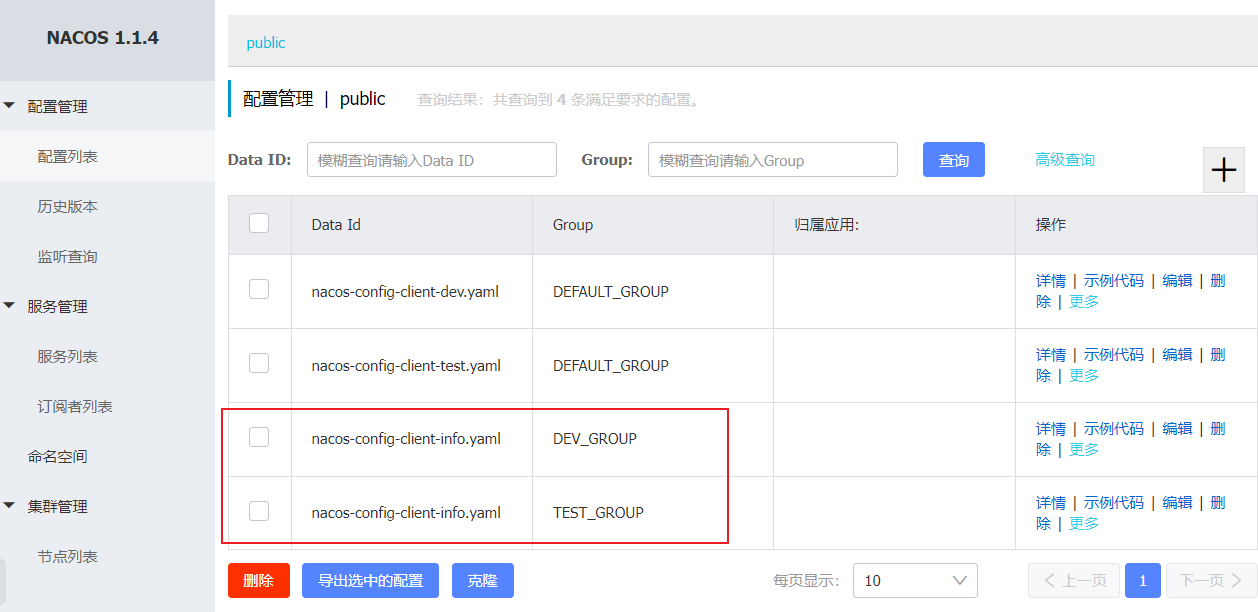 NACOS 1.1.4
配置管理
配置列表
历史版本
监听查询
服务管理
服务列表
订阅者列表
命名空间
集群管理
节点列表
public
配置管理 | public 查询结果：共查询到 4 条满足要求的配置。
Data ID: 模糊查询请输入Data ID Group: 模糊查询请输入Group 查询 高级查询
Data Id Group 归属应用: 操作
nacos-config-client-dev.yaml DEFAULT_GROUP 详情 | 示例代码 | 编辑 | 删
除 | 更多
nacos-config-client-test.yaml DEFAULT_GROUP 详情 | 示例代码 | 编辑 | 删
除 | 更多
nacos-config-client-info.yaml DEV_GROUP 详情 | 示例代码 | 编辑 | 删
除 | 更多
nacos-config-client-info.yaml TEST_GROUP 详情 | 示例代码 | 编辑 | 删
除 | 更多
删除 导出选中的配置 克隆 每页显示: 10 上一页 1 下一页